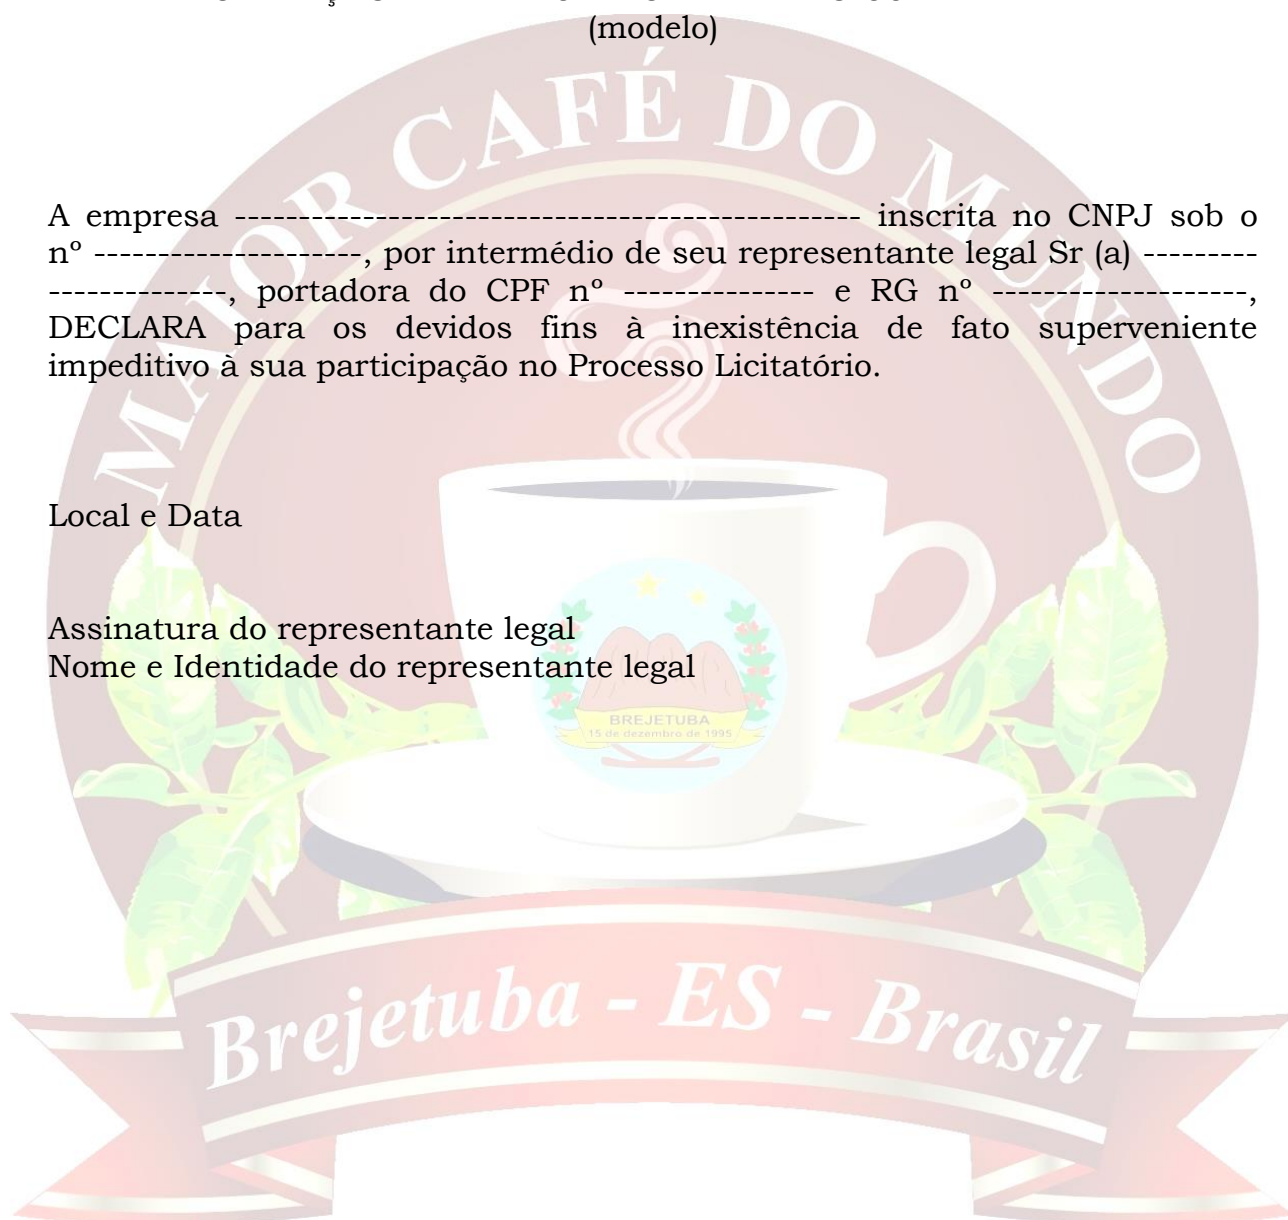 (modelo)
MAIOR CAFÉ DO MUNDO
A empresa ------------------------------------------------- inscrita no CNPJ sob o
nº ---------------------, por intermédio de seu representante legal Sr (a) ---------
--------------, portadora do CPF nº --------------- e RG nº --------------------,
DECLARA para os devidos fins à inexistência de fato superveniente
impeditivo à sua participação no Processo Licitatório.
Local e Data
Assinatura do representante legal
Nome e Identidade do representante legal
BREJETUBA
15 de dezembro de 1995
Brejetuba - ES - Brasil